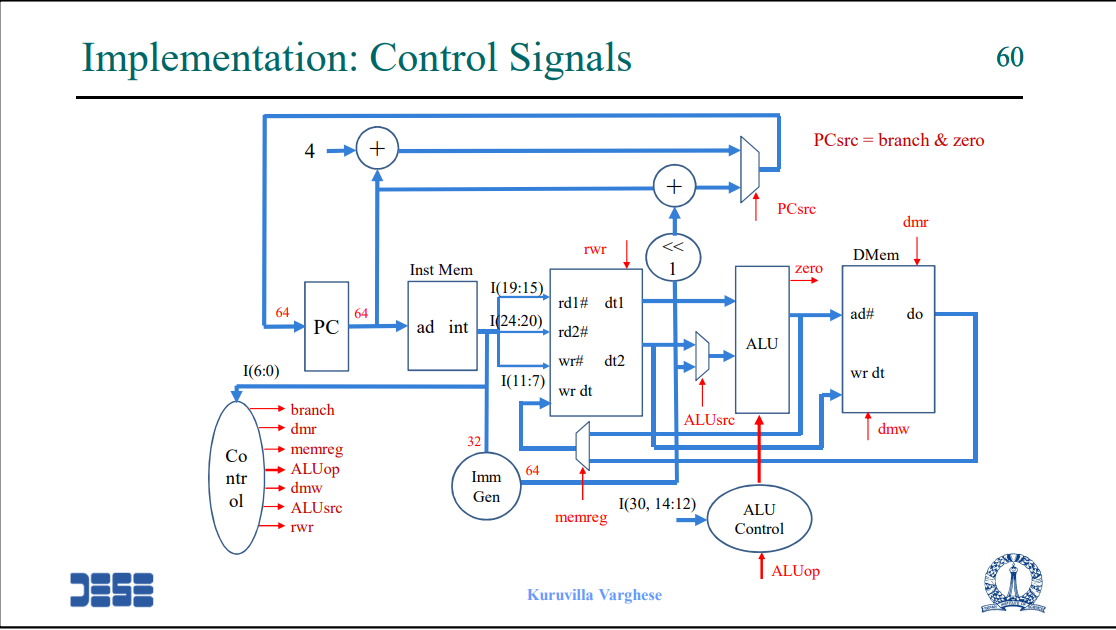 Implementation: Control Signals
60
4
+
PCsrc = branch & zero
+
PCsrc
dmr
rwr
<<
1
DMem
Inst Mem
zero
I(19:15)
64
PC
64
ad int
I(24:20)
rd1# dt1
rd2#
wr# dt2
wr dt
ALU
ad# do
wr dt
I(6:0)
I(11:7)
branch
dmr
memreg
ALUop
dmw
ALUsrc
rwr
Co
ntr
ol
ALUsrc
dmw
32
Imm
Gen
64
memreg
I(30, 14:12)
ALU
Control
ALUop
DESE
Kuruvilla Varghese